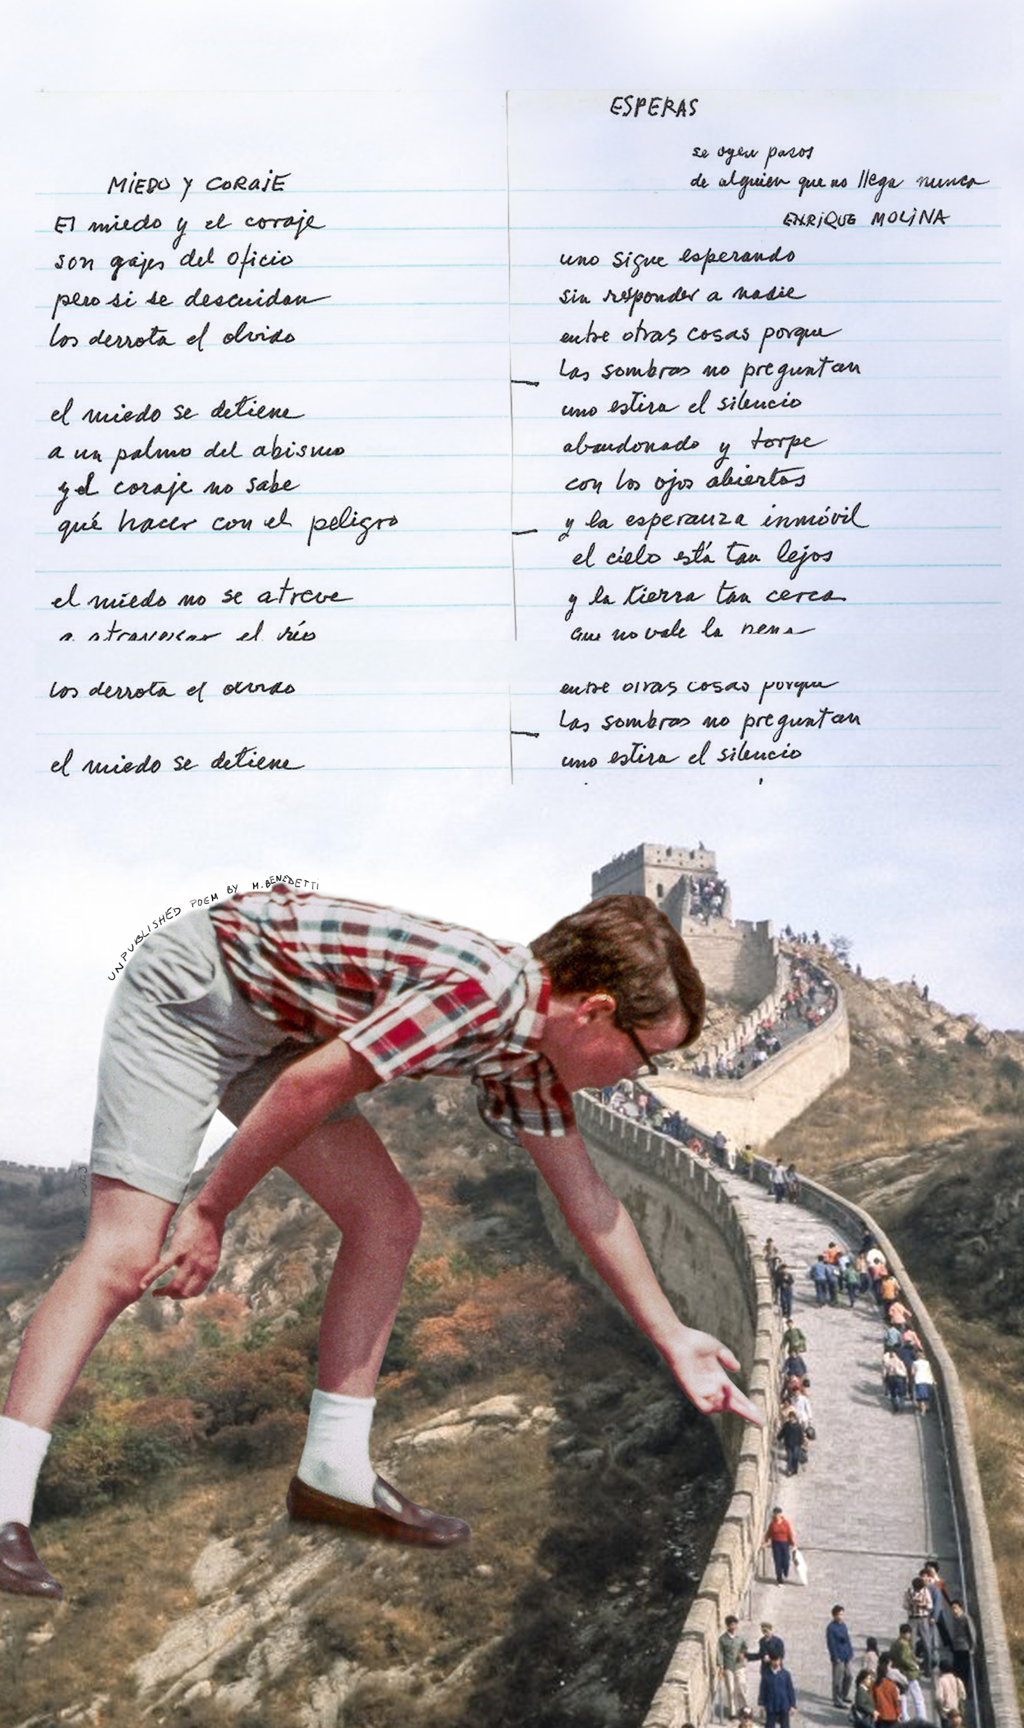 MIEDO Y CORAJE
El miedo y el coraje
son gajes del oficio
pero si se descuidan
los derrota el olvido
el miedo se detiene
a un palmo del abismo
y el coraje no sabe
qué hacer con el peligro
el miedo no se atreve
a atravesar el río
los derrota el olvido
el miedo se detiene
ESPERAS
se oyen pasos
de alguien que no llega nunca
ENRIQUE MOLINA
uno sigue esperando
sin responder a nadie
entre otras cosas porque
las sombras no preguntan
uno estira el silencio
abandonado y torpe
con los ojos abiertos
y la esperanza inmóvil
el cielo está tan lejos
y la tierra tan cerca
que no vale la pena
entre otras cosas porque
las sombras no preguntan
uno estira el silencio
UNPUBLISHED POEM BY M. BENEDETTI